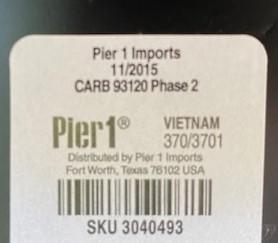 Pier 1 Imports
11/2015
CARB 93120 Phase 2
Pier1® VIETNAM
370/3701
Distributed by Pier 1 Imports
Fort Worth, Texas 76102 USA
SKU 3040493